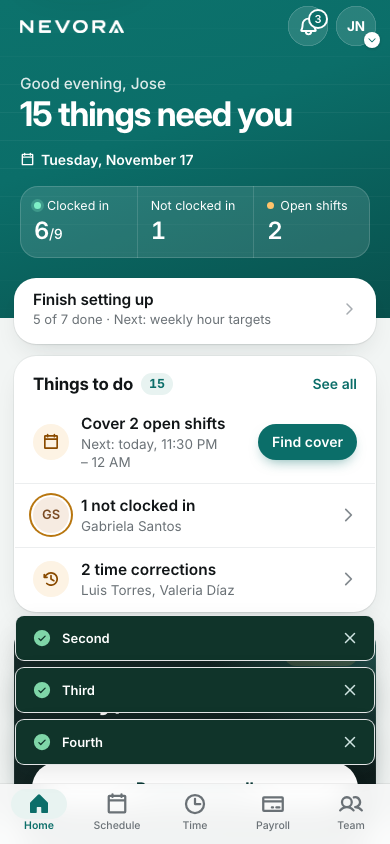 NEVORA
3
JN
Good evening, Jose
15 things need you
Tuesday, November 17
Clocked in
Not clocked in
Open shifts
6/9
1
2
Finish setting up
5 of 7 done · Next: weekly hour targets
Things to do
15
See all
Cover 2 open shifts
Next: today, 11:30 PM
– 12 AM
Find cover
GS
1 not clocked in
Gabriela Santos
2 time corrections
Luis Torres, Valeria Díaz
Second
Third
Fourth
Home
Schedule
Time
Payroll
Team